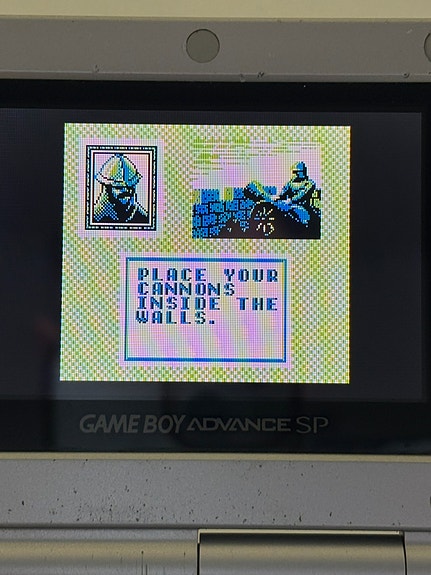 PLACE YOUR
CANNONS
INSIDE THE
WALLS.
GAME BOY ADVANCE SP